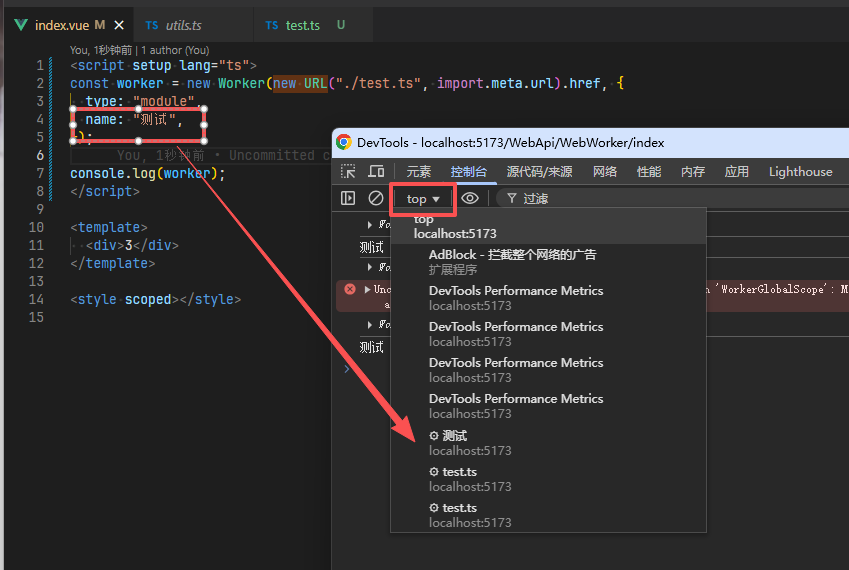 index.vue M
TS utils.ts
TS test.ts U
You, 1秒钟前 | 1 author (You)
1 <script setup lang="ts">
2 const worker = new Worker(new URL("./test.ts", import.meta.url).href, {
3 type: "module",
4 name: "测试",
5 });
6 You, 1秒钟前 • Uncommitted c
7 console.log(worker);
8 </script>
9
10 <template>
11 <div>3</div>
12 </template>
13
14 <style scoped></style>
15
DevTools - localhost:5173/WebApi/WebWorker/index
元素 控制台 源代码/来源 网络 性能 内存 应用 Lighthouse
top 过滤
top
localhost:5173
AdBlock - 拦截整个网络的广告
扩展程序
DevTools Performance Metrics
localhost:5173
DevTools Performance Metrics
localhost:5173
DevTools Performance Metrics
localhost:5173
DevTools Performance Metrics
localhost:5173
测试
localhost:5173
test.ts
localhost:5173
test.ts
localhost:5173
Wo
测试
Wo
Unc 'WorkerGlobalScope': M
a
Wo
测试